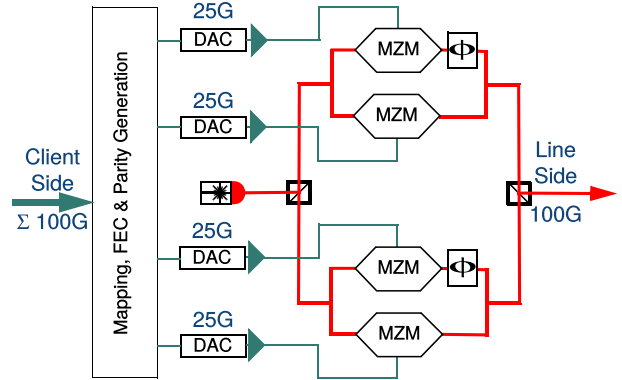 25G
DAC
MZM
Φ
25G
DAC
MZM
Mapping, FEC & Parity Generation
Client
Side
Σ 100G
Line
Side
100G
25G
DAC
MZM
Φ
25G
DAC
MZM